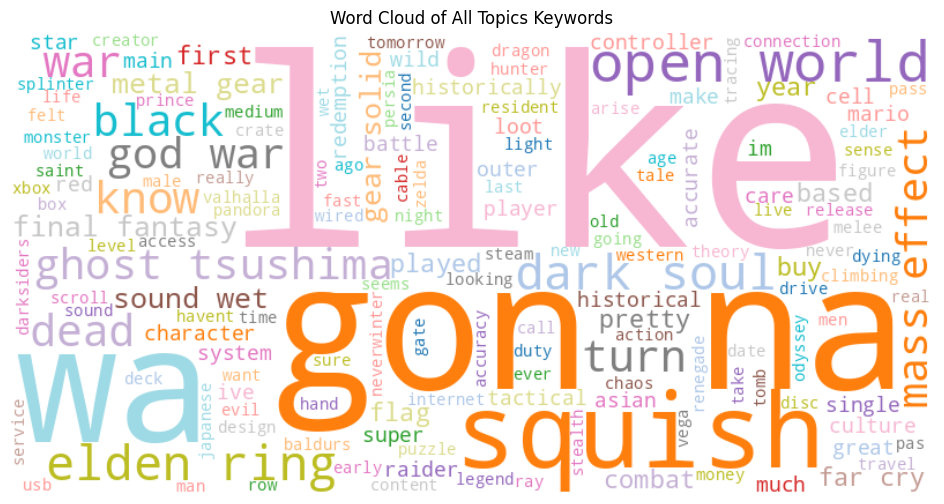 Word Cloud of All Topics Keywords
star
creator
tomorrow
controller
connection
war
main
first
like
wild
dragon
open world
splinter
metal gear
redemption
gear solid
persia
second
hunter
tracing
life
prince
historically
make
year
cell
pass
felt
black
medium
wet
resident
arise
mario
monster
crate
battle
loot
elder
world
god war
two
ago
light
accurate
im
sense
saint
male
really
outer
age
care
based
figure
xbox
red
know
valhalla
fast
cable
zelda
last
tale
live
release
box
pandora
wired
night
player
old
melee
mass effect
final fantasy
going
level
access
steam
new
western
theory
never
dying
darksiders
ghost tsushima
played
looking
dark soul
buy
climbing
scroll
seems
drive
sound
havent
time
sound wet
gonna
historical
real
dead
character
neverwinter
gate
accuracy
call
action
pretty
men
odyssey
wa
system
sure
duty
turn
date
deck
want
ever
chaos
renegade
take
tomb
service
japanese
ive
hand
internet
tactical
asian
disc
single
evil
flag
squish
stealth
vega
culture
design
super
puzzle
great
pas
elden ring
baldurs
early
raider
legend
ray
combat
money
travel
usb
man
row
content
much
far cry